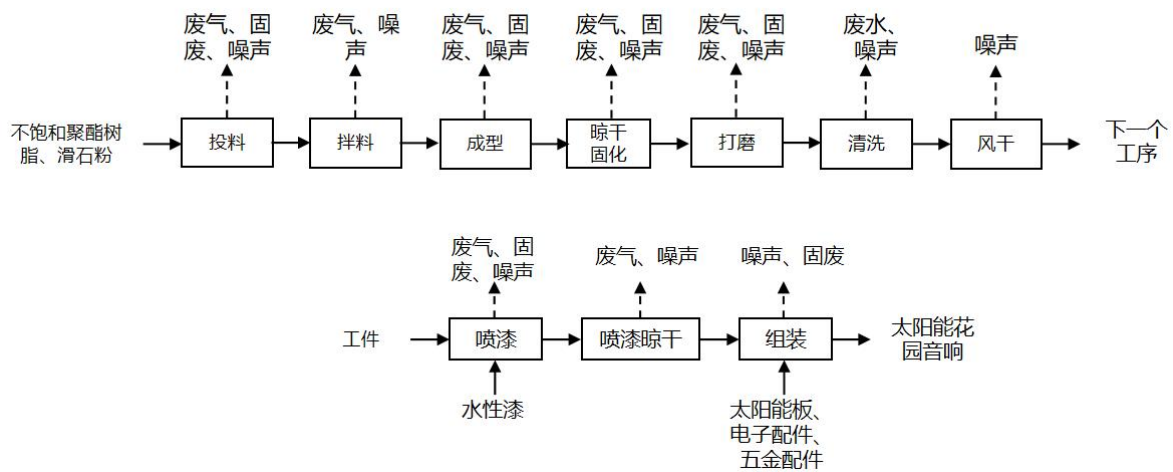 废气、固
废、噪声
废气、噪
声
废气、固
废、噪声
废气、固
废、噪声
废气、固
废、噪声
废水、
噪声
噪声
不饱和聚酯树
脂、滑石粉
投料
拌料
成型
晾干
固化
打磨
清洗
风干
下一个
工序
废气、固
废、噪声
废气、噪声
噪声、固废
工件
喷漆
喷漆晾干
组装
太阳能花
园音响
水性漆
太阳能板、
电子配件、
五金配件